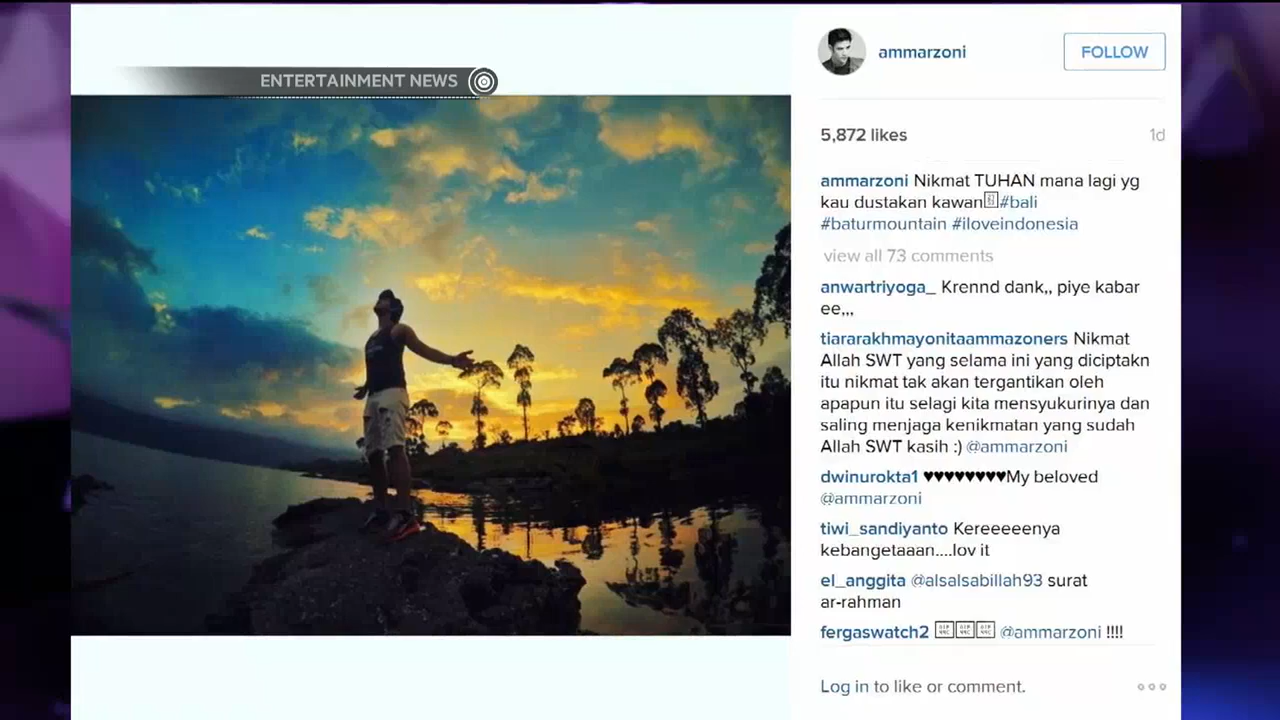 ENTERTAINMENT NEWS
ammarzoni
FOLLOW
5,872 likes
1d
ammarzoni Nikmat TUHAN mana lagi yg
kau dustakan kawan #bali
#baturmountain #iloveindonesia
view all 73 comments
anwartriyoga_ Krennd dank,, piye kabar
ee,,,
tiararakhmayonitaammazoners Nikmat
Allah SWT yang selama ini yang diciptakn
itu nikmat tak akan tergantikan oleh
apapun itu selagi kita mensyukurinya dan
saling menjaga kenikmatan yang sudah
Allah SWT kasih :) @ammarzoni
dwinurokta1 ♥♥♥♥♥♥♥♥My beloved
@ammarzoni
tiwi_sandiyanto Kereeeeenya
kebangetaaan....lov it
el_anggita @alsalsabillah93 surat
ar-rahman
fergaswatch2 @ammarzoni !!!!
Log in to like or comment.